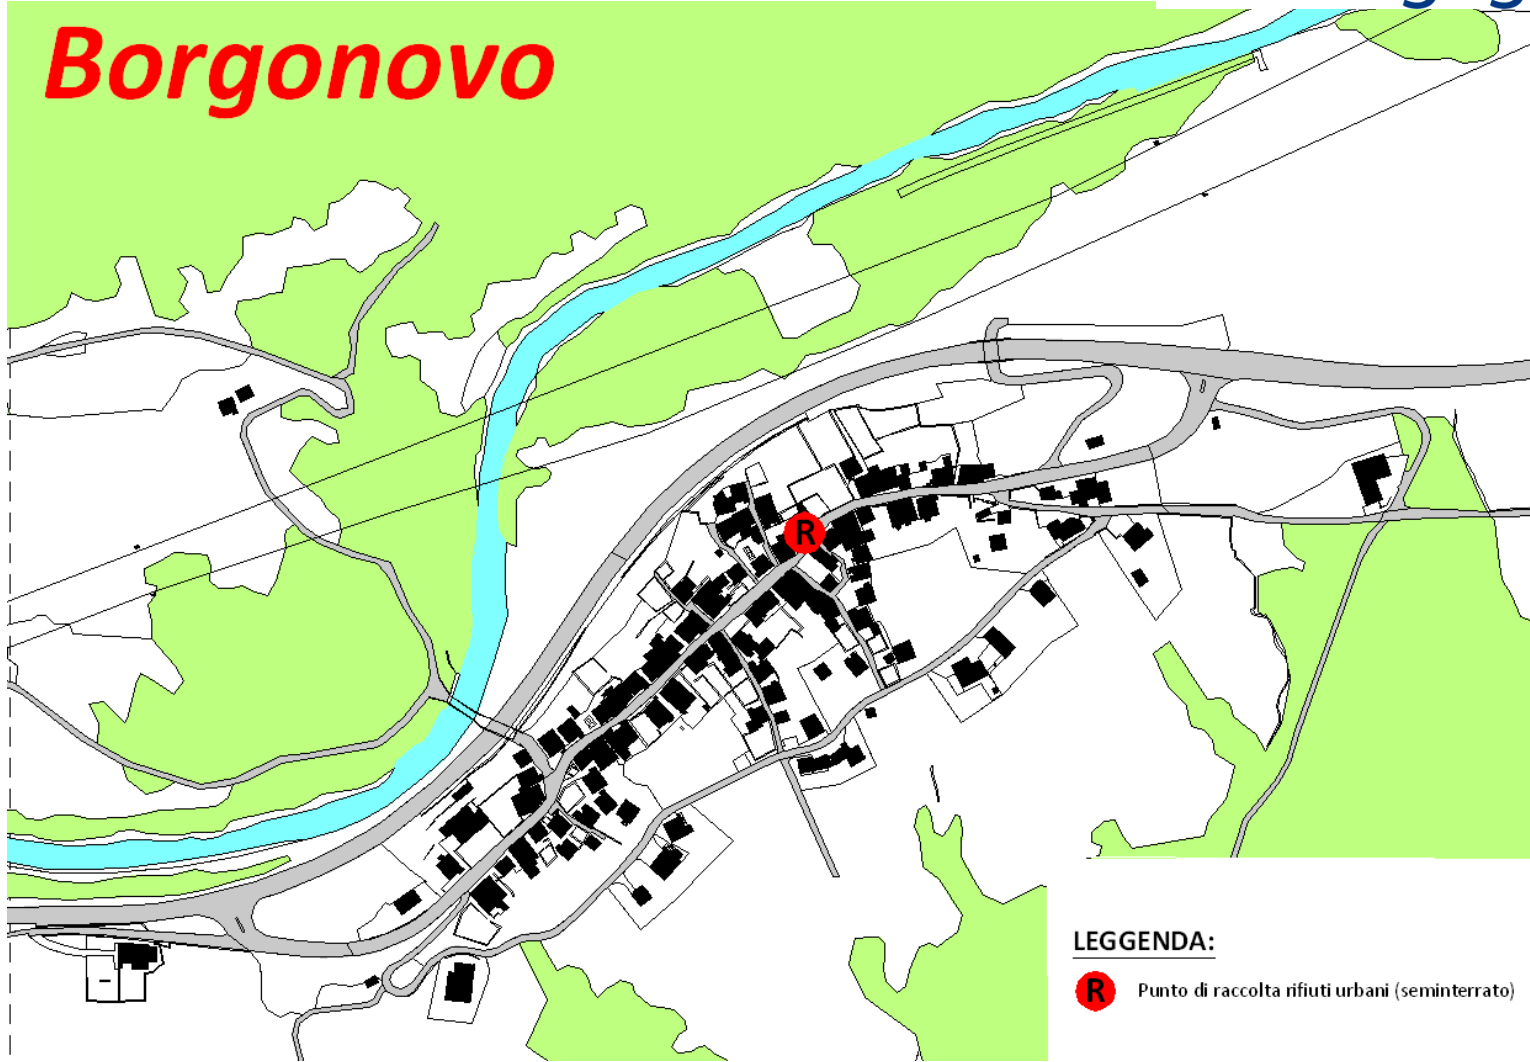 Borgonovo
R
LEGGENDA:
R Punto di raccolta rifiuti urbani (seminterrato)